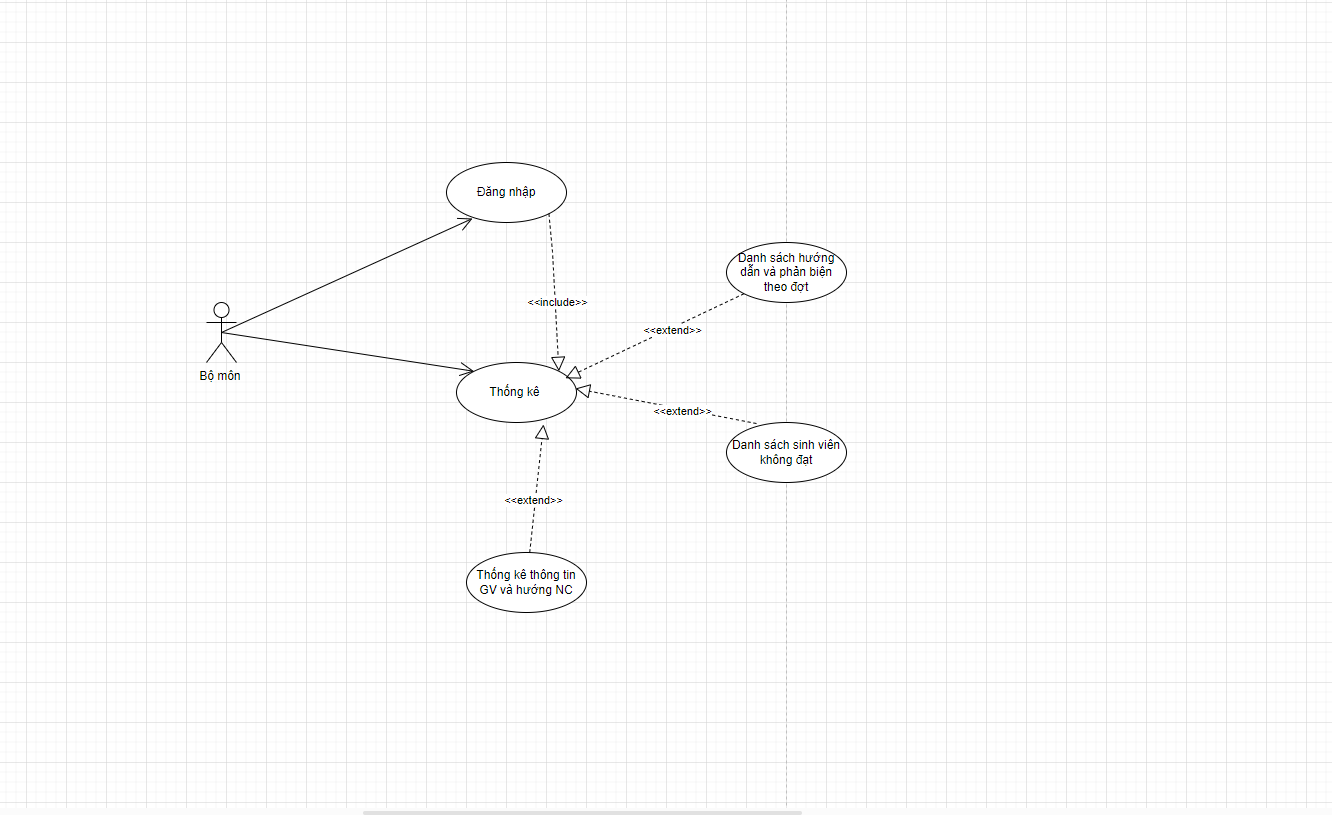 Đăng nhập
Danh sách hướng
dẫn và phản biện
theo đợt
<<include>>
<<extend>>
Bộ môn
Thống kê
<<extend>>
Danh sách sinh viên
không đạt
<<extend>>
Thống kê thông tin
GV và hướng NC